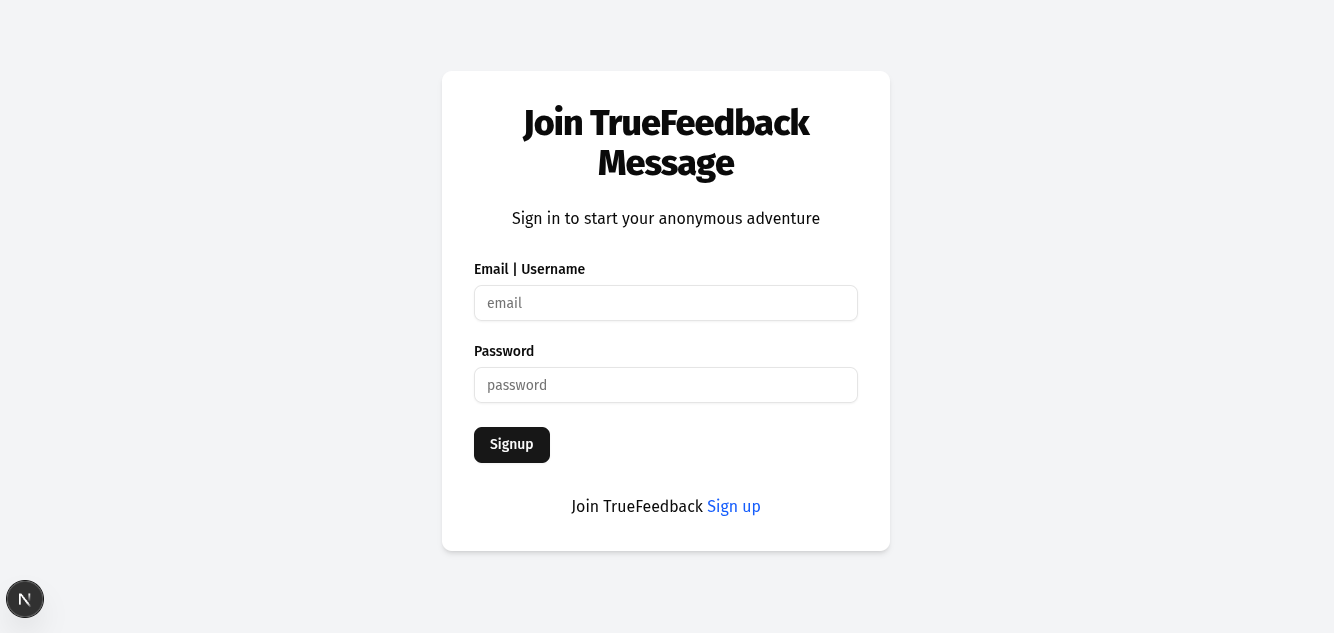 Join TrueFeedback
Message
Sign in to start your anonymous adventure
Email | Username
email
Password
password
Signup
Join TrueFeedback Sign up
N